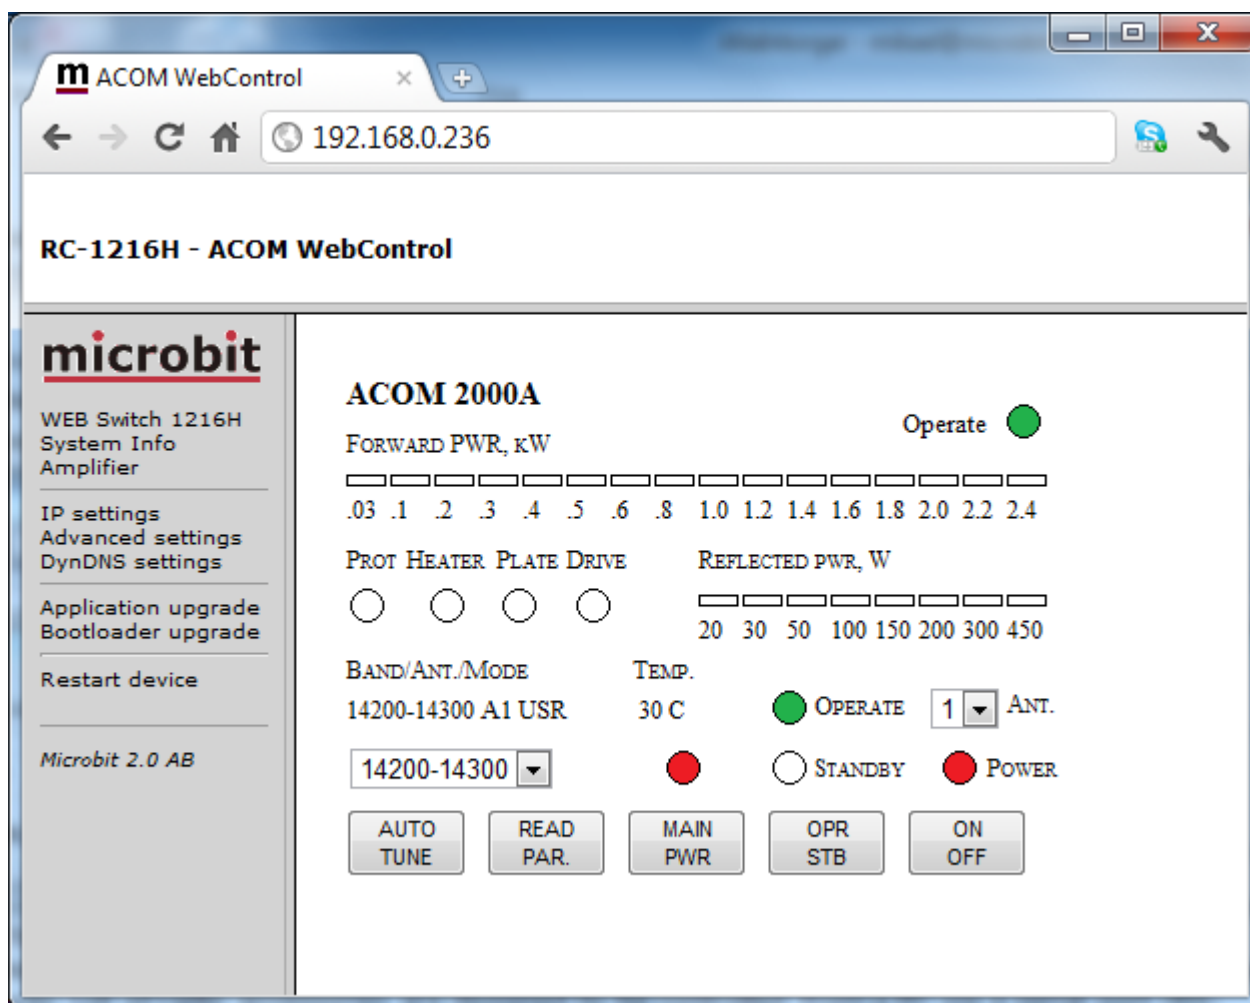 ACOM WebControl
192.168.0.236
RC-1216H - ACOM WebControl
microbit
WEB Switch 1216H
System Info
Amplifier
IP settings
Advanced settings
DynDNS settings
Application upgrade
Bootloader upgrade
Restart device
Microbit 2.0 AB
ACOM 2000A
Operate
FORWARD PWR, KW
.03 .1 .2 .3 .4 .5 .6 .8 1.0 1.2 1.4 1.6 1.8 2.0 2.2 2.4
PROT HEATER PLATE DRIVE REFLECTED PWR, W
20 30 50 100 150 200 300 450
BAND/ANT./MODE TEMP.
14200-14300 A1 USR 30 C OPERATE 1 ANT.
14200-14300 STANDBY POWER
AUTO TUNE READ PAR. MAIN PWR OPR STB ON OFF